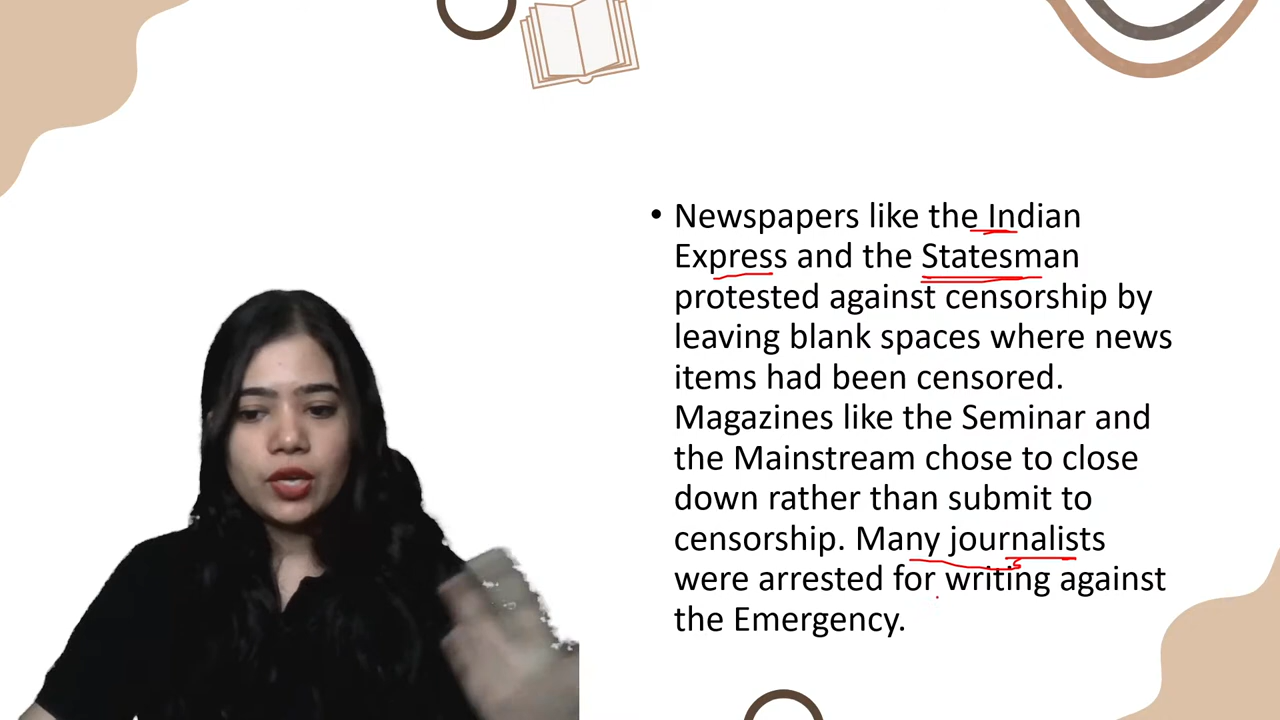 • Newspapers like the Indian
Express and the Statesman
protested against censorship by
leaving blank spaces where news
items had been censored.
Magazines like the Seminar and
the Mainstream chose to close
down rather than submit to
censorship. Many journalists
were arrested for writing against
the Emergency.